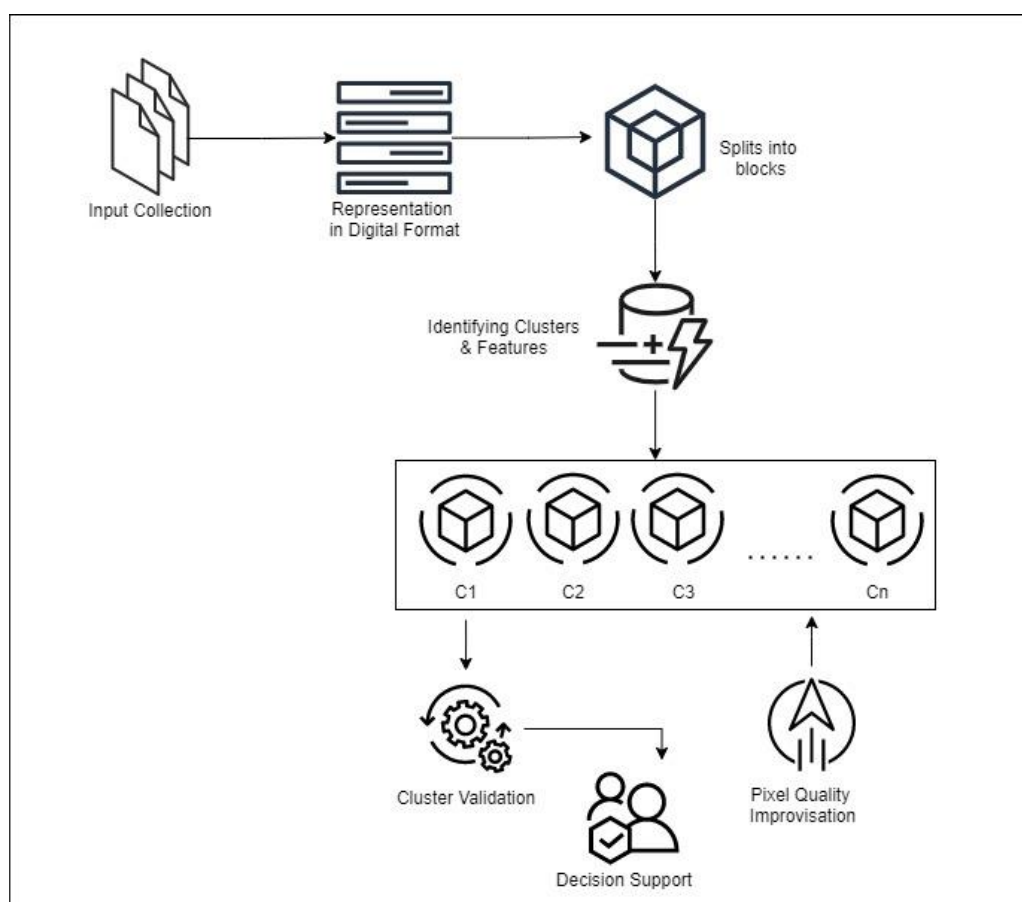 Input Collection
Representation
in Digital Format
Splits into
blocks
Identifying Clusters
& Features
C1
C2
C3
......
Cn
Cluster Validation
Decision Support
Pixel Quality
Improvisation